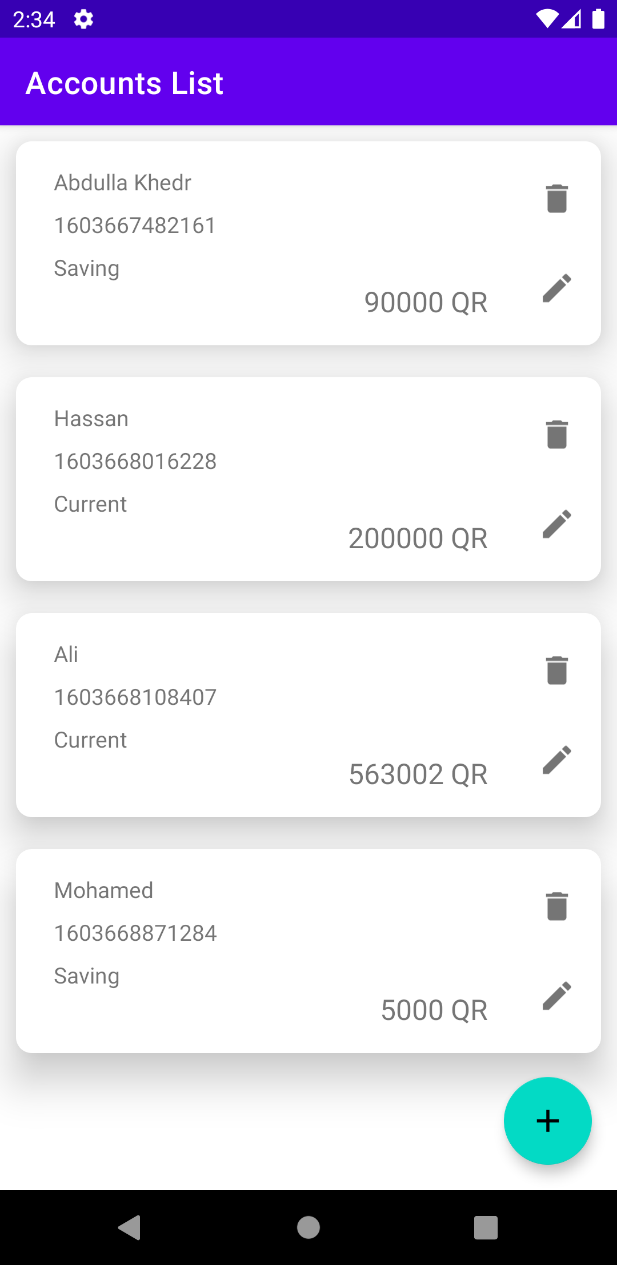 2:34
Accounts List
Abdulla Khedr
1603667482161
Saving
90000 QR
Hassan
1603668016228
Current
200000 QR
Ali
1603668108407
Current
563002 QR
Mohamed
1603668871284
Saving
5000 QR